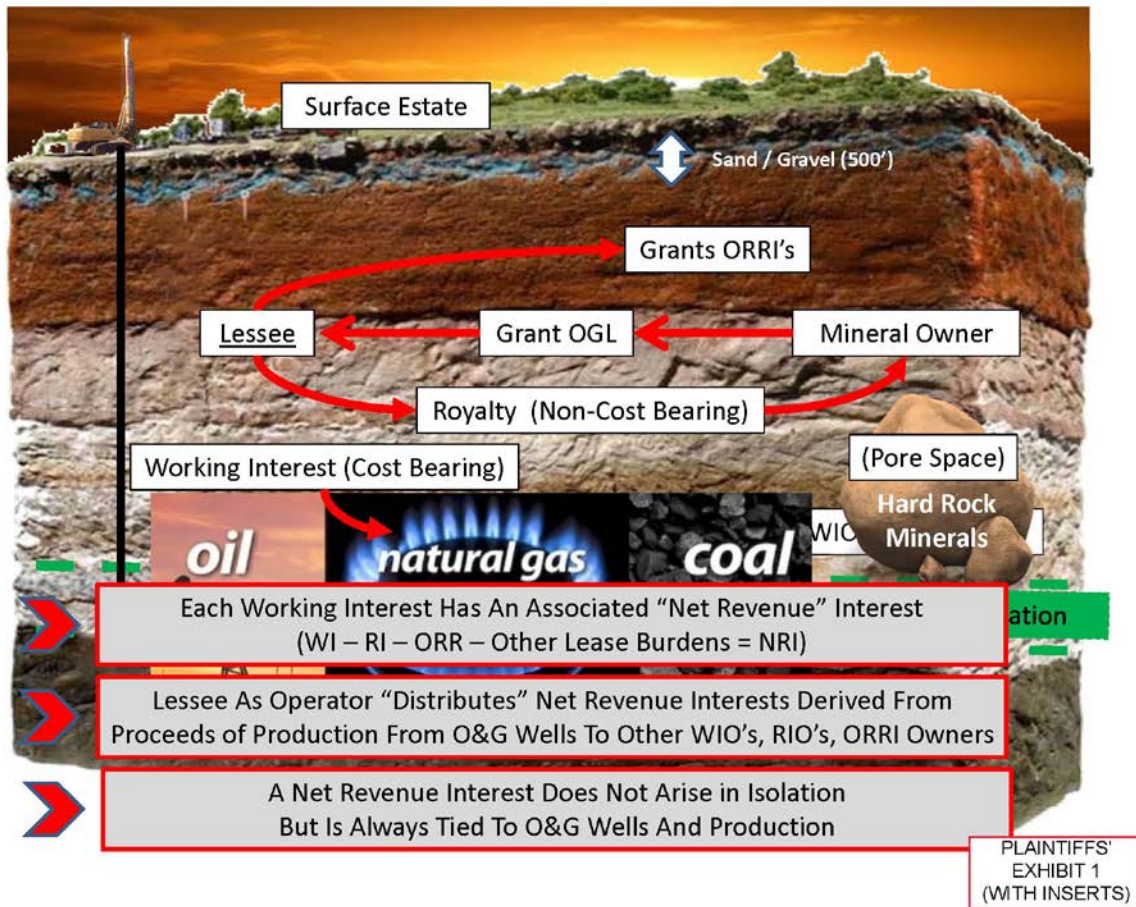 Surface Estate
Sand / Gravel (500')
Grants ORRI's
Lessee
Grant OGL
Mineral Owner
Royalty (Non-Cost Bearing)
Working Interest (Cost Bearing)
(Pore Space)
Hard Rock
Minerals
oil
natural gas
coal
Each Working Interest Has An Associated “Net Revenue” Interest
(WI – RI – ORR – Other Lease Burdens = NRI)
Lessee As Operator “Distributes” Net Revenue Interests Derived From
Proceeds of Production From O&G Wells To Other WIO's, RIO's, ORRI Owners
A Net Revenue Interest Does Not Arise in Isolation
But Is Always Tied To O&G Wells And Production
PLAINTIFFS'
EXHIBIT 1
(WITH INSERTS)